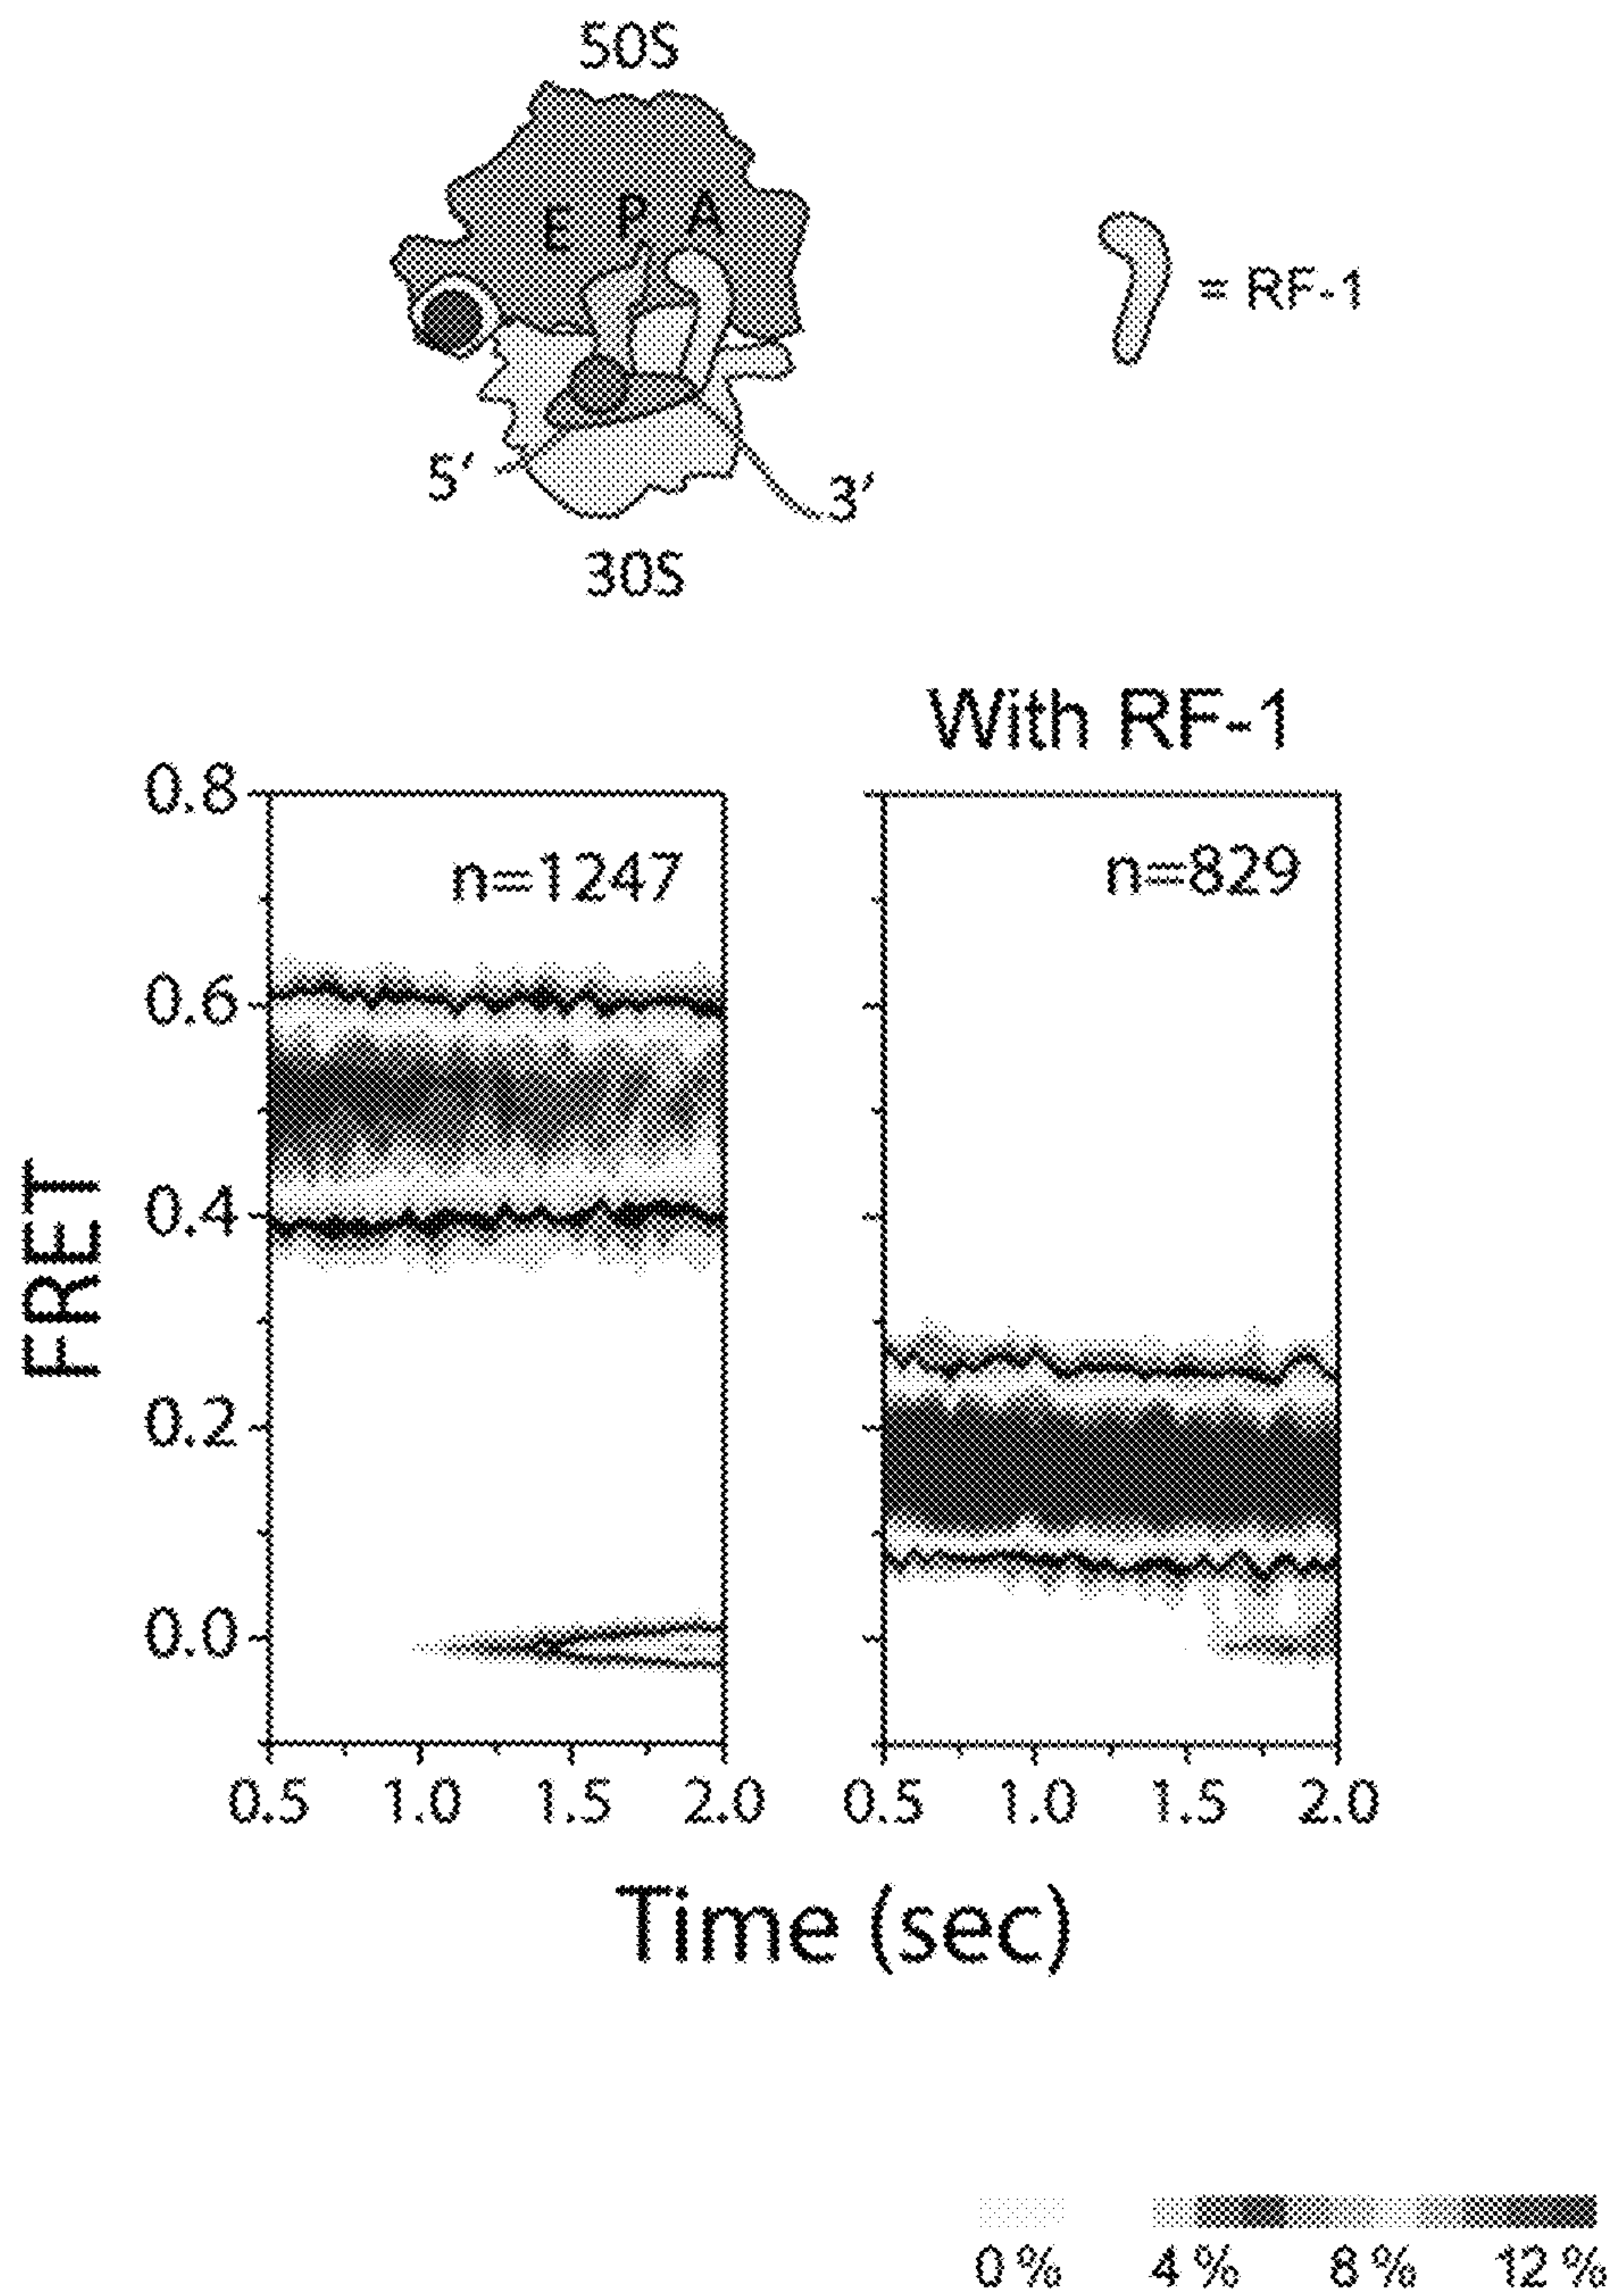 50S
E P A
= RF-1
5′
3′
30S
With RF-1
n=1247
n=829
FRET
0.8
0.6
0.4
0.2
0.0
0.5 1.0 1.5 2.0
0.5 1.0 1.5 2.0
Time (sec)
0 % 4 % 8 % 12 %